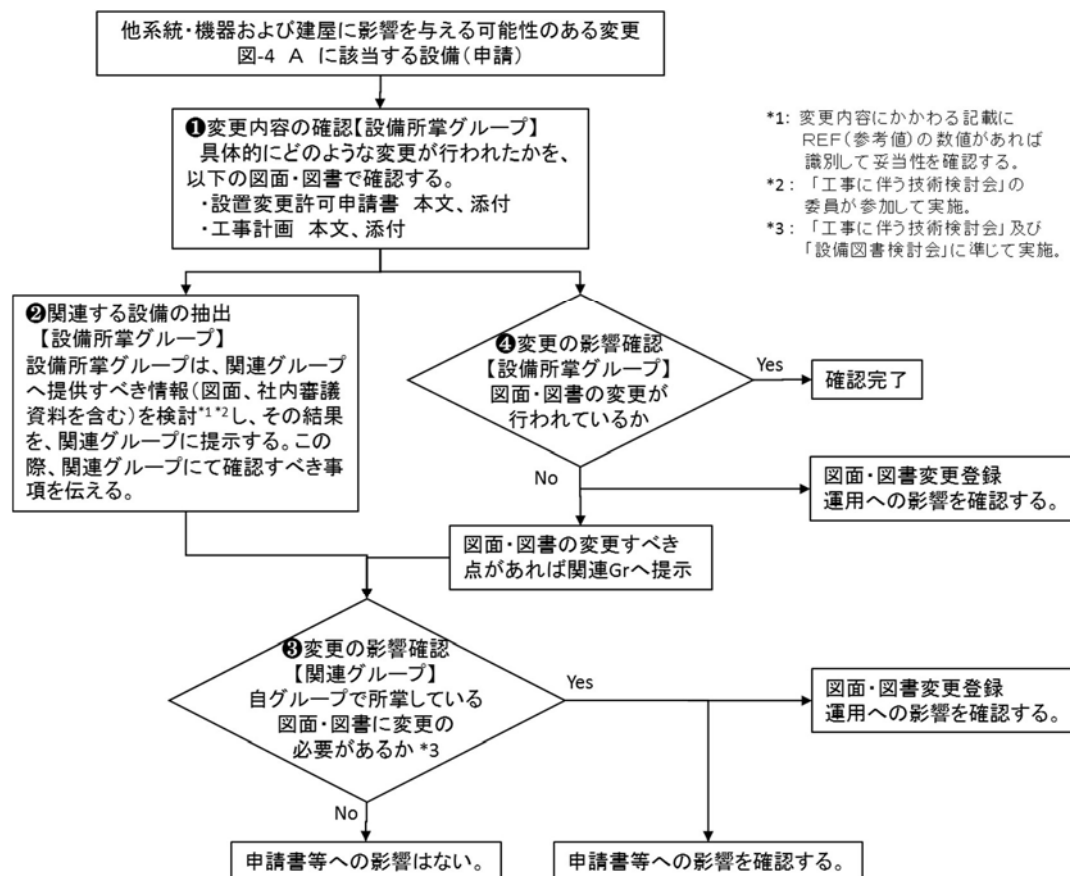 他系統・機器および建屋に影響を与える可能性のある変更
図-4 A に該当する設備(申請)
❶変更内容の確認【設備所掌グループ】
具体的にどのような変更が行われたかを、
以下の図面・図書で確認する。
・設置変更許可申請書 本文、添付
・工事計画 本文、添付
*1: 変更内容にかかわる記載に
REF(参考値)の数値があれば
識別して妥当性を確認する。
*2: 「工事に伴う技術検討会」の
委員が参加して実施。
*3: 「工事に伴う技術検討会」及び
「設備図書検討会」に準じて実施。
❷関連する設備の抽出
【設備所掌グループ】
設備所掌グループは、関連グループ
へ提供すべき情報(図面、社内審議
資料を含む)を検討*1 *2し、その結果
を、関連グループに提示する。この
際、関連グループにて確認すべき事
項を伝える。
❹変更の影響確認
【設備所掌グループ】
図面・図書の変更が
行われているか
Yes
確認完了
No
図面・図書変更登録
運用への影響を確認する。
図面・図書の変更すべき
点があれば関連Grへ提示
❸変更の影響確認
【関連グループ】
自グループで所掌している
図面・図書に変更の
必要があるか *3
Yes
図面・図書変更登録
運用への影響を確認する。
No
申請書等への影響はない。
申請書等への影響を確認する。